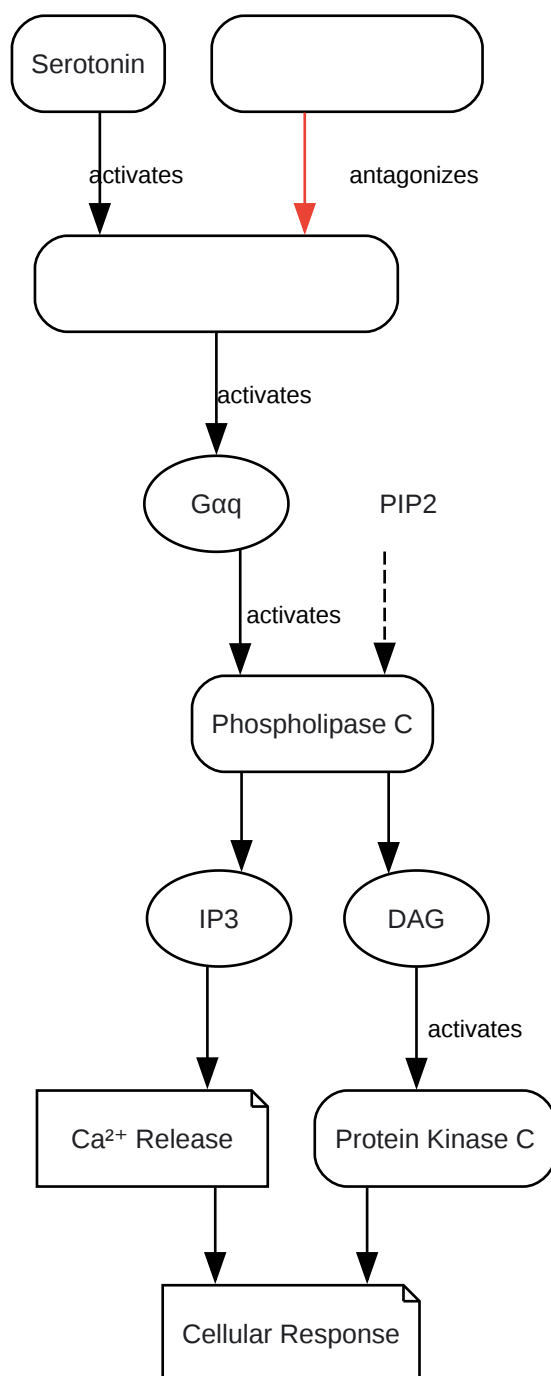 Serotonin
activates
antagonizes
activates
Gαq
PIP2
activates
Phospholipase C
IP3
DAG
activates
Ca²⁺ Release
Protein Kinase C
Cellular Response